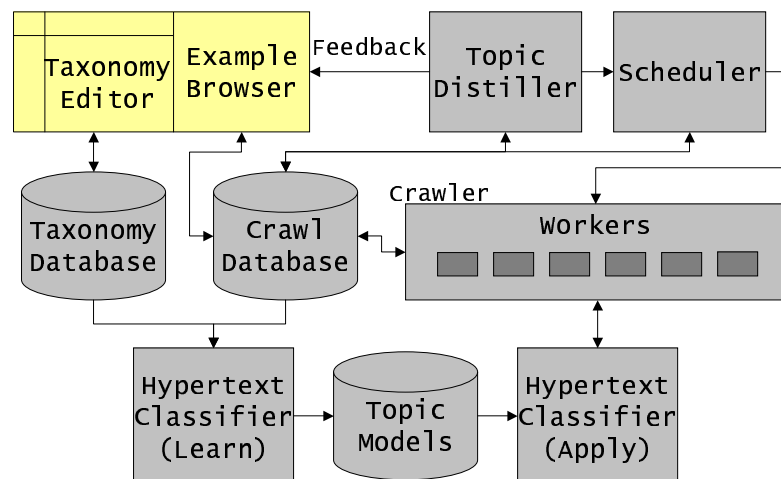 Taxonomy
Editor
Example
Browser
Feedback
Topic
Distiller
Scheduler
Taxonomy
Database
Crawl
Database
Crawler
Workers
Hypertext
Classifier
(Learn)
Topic
Models
Hypertext
Classifier
(Apply)